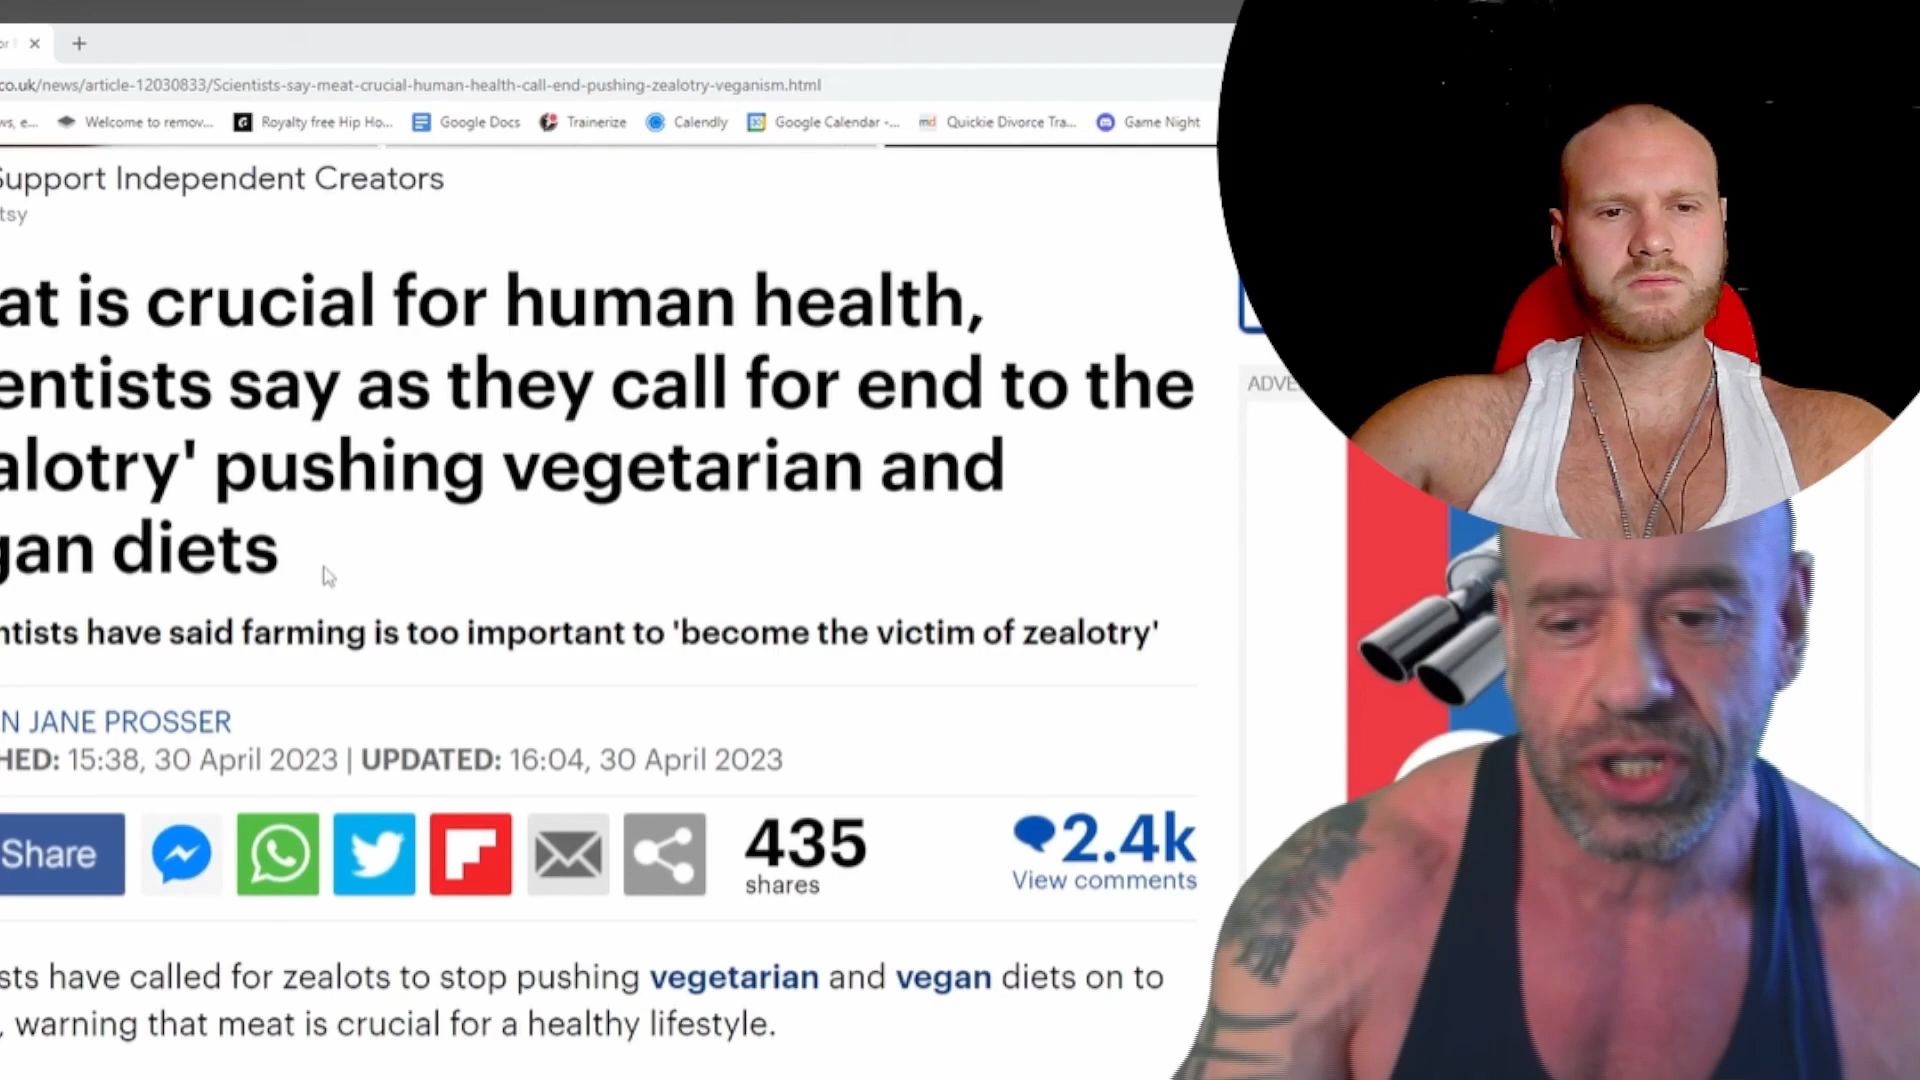 co.uk/news/article-12030833/Scientists-say-meat-crucial-human-health-call-end-pushing-zealotry-veganism.html
ws, e... Welcome to remov... Royalty free Hip Ho... Google Docs Trainerize Calendly Google Calendar -... md Quickie Divorce Tra... Game Night
Support Independent Creators
tsy
at is crucial for human health,
entists say as they call for end to the
alotry' pushing vegetarian and
gan diets
ntists have said farming is too important to 'become the victim of zealotry'
N JANE PROSSER
HED: 15:38, 30 April 2023 | UPDATED: 16:04, 30 April 2023
Share
435
shares
2.4k
View comments
sts have called for zealots to stop pushing vegetarian and vegan diets on to
, warning that meat is crucial for a healthy lifestyle.
ADVE